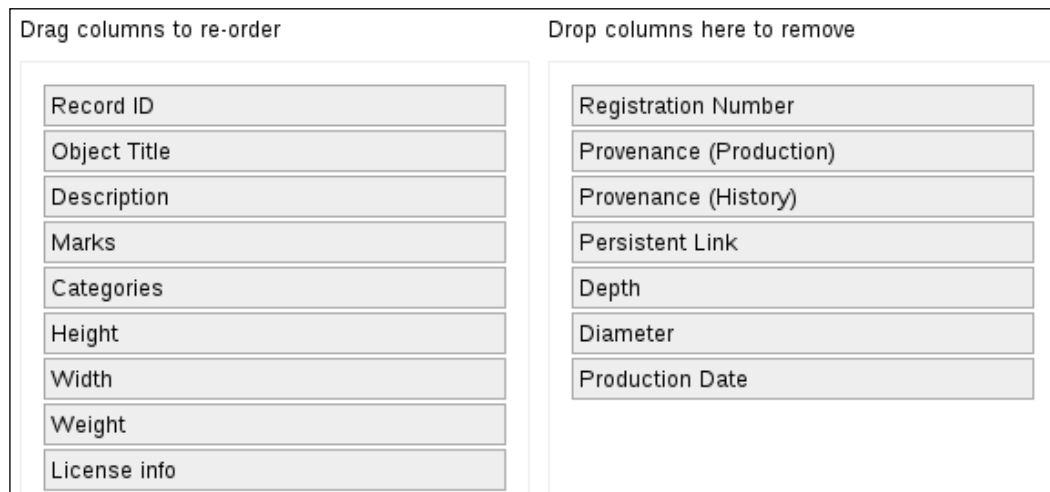 Drag columns to re-order
Record ID
Object Title
Description
Marks
Categories
Height
Width
Weight
License info
Drop columns here to remove
Registration Number
Provenance (Production)
Provenance (History)
Persistent Link
Depth
Diameter
Production Date